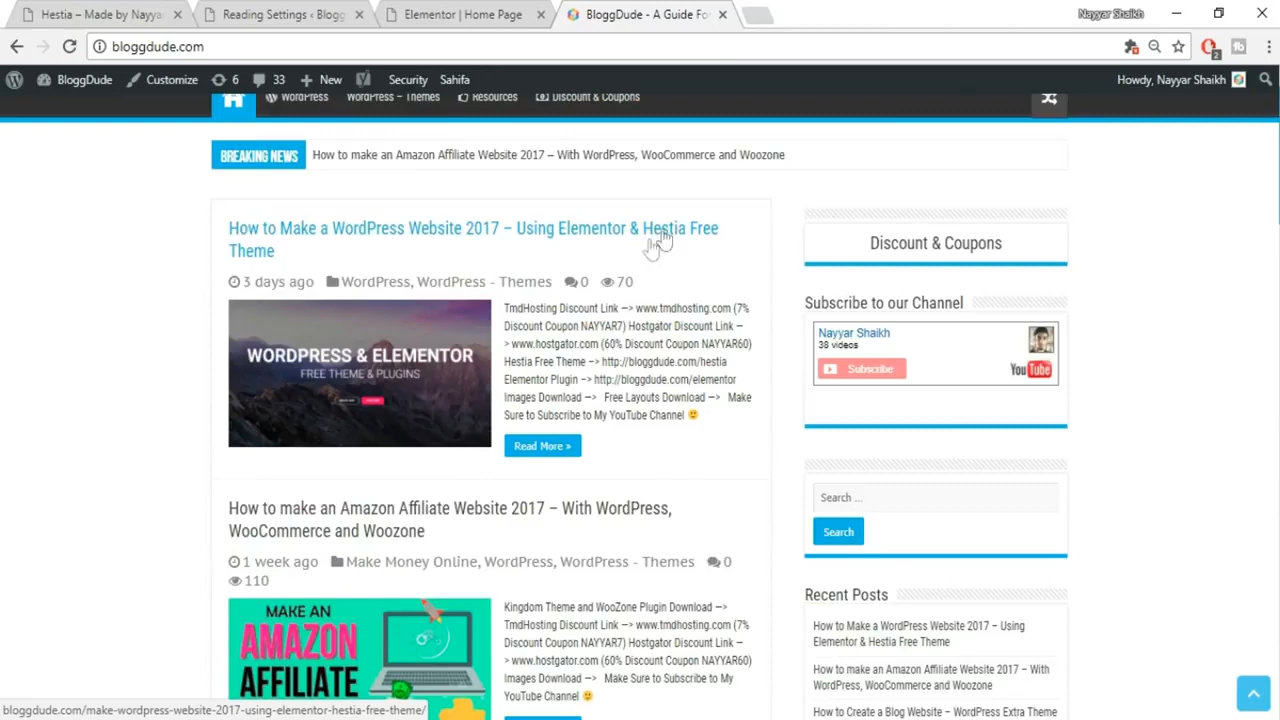 Hestia – Made by Nayya
Reading Settings ‹ Blogg
Elementor | Home Page
BloggDude - A Guide For
Nayyar Shaikh
bloggdude.com
2
BloggDude
Customize
6
33
New
Security
Sahifa
Howdy, Nayyar Shaikh
WordPress
WordPress – Themes
Resources
Discount & Coupons
BREAKING NEWS
How to make an Amazon Affiliate Website 2017 – With WordPress, WooCommerce and Woozone
How to Make a WordPress Website 2017 – Using Elementor & Hestia Free
Theme
3 days ago
WordPress, WordPress - Themes
0
70
WORDPRESS & ELEMENTOR
FREE THEME & PLUGINS
TmdHosting Discount Link —> www.tmdhosting.com (7%
Discount Coupon NAYYAR7) Hostgator Discount Link —
> www.hostgator.com (60% Discount Coupon NAYYAR60)
Hestia Free Theme –> http://bloggdude.com/hestia
Elementor Plugin –> http://bloggdude.com/elementor
Images Download —> Free Layouts Download —> Make
Sure to Subscribe to My YouTube Channel 🙂
Read More »
How to make an Amazon Affiliate Website 2017 – With WordPress,
WooCommerce and Woozone
1 week ago
Make Money Online, WordPress, WordPress - Themes
0
110
MAKE AN
AMAZON
AFFILIATE
Kingdom Theme and WooZone Plugin Download —>
TmdHosting Discount Link —> www.tmdhosting.com (7%
Discount Coupon NAYYAR7) Hostgator Discount Link —
> www.hostgator.com (60% Discount Coupon NAYYAR60)
Images Download —> Make Sure to Subscribe to My
YouTube Channel 🙂
Discount & Coupons
Subscribe to our Channel
Nayyar Shaikh
38 videos
Subscribe
YouTube
Search ...
Search
Recent Posts
How to Make a WordPress Website 2017 – Using
Elementor & Hestia Free Theme
How to make an Amazon Affiliate Website 2017 – With
WordPress, WooCommerce and Woozone
How to Create a Blog Website – WordPress Extra Theme
bloggdude.com/make-wordpress-website-2017-using-elementor-hestia-free-theme/